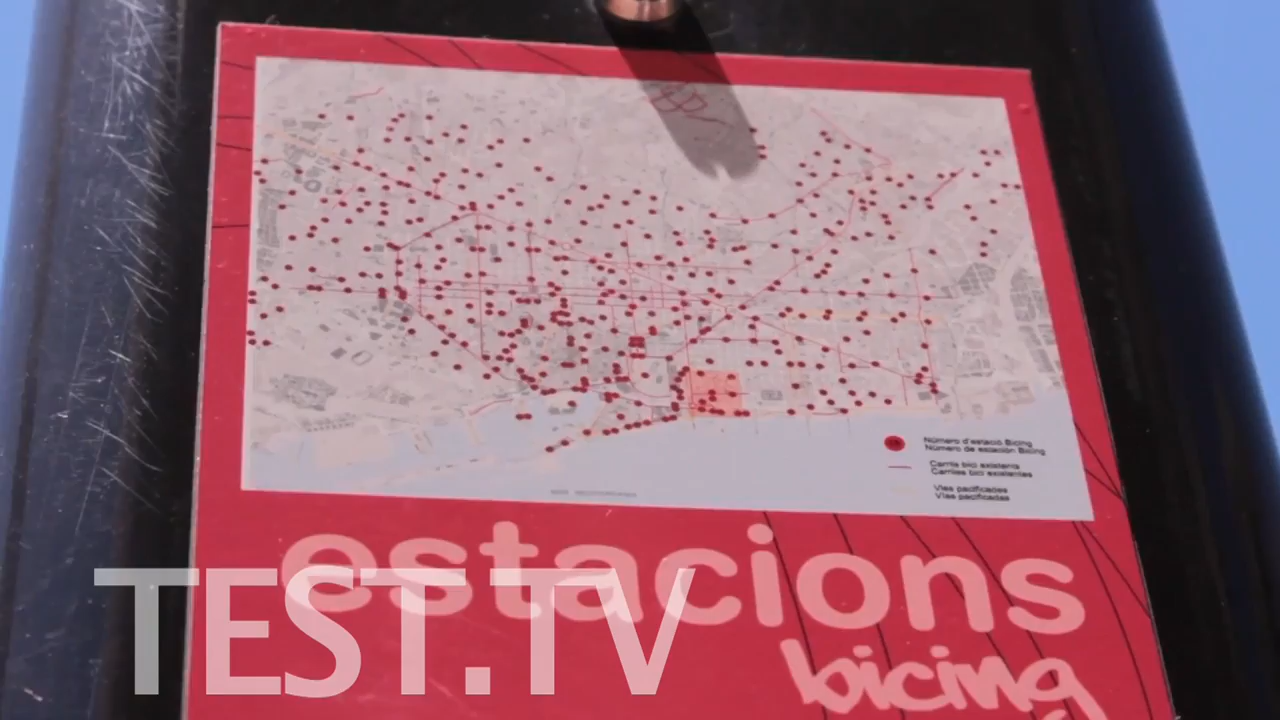 Número d'estació Bicing
Número de estación Bicing
Carrils bici existents
Carriles bici existentes
Vies pacificades
Vías pacificadas
estacions
TEST.TV
bicing